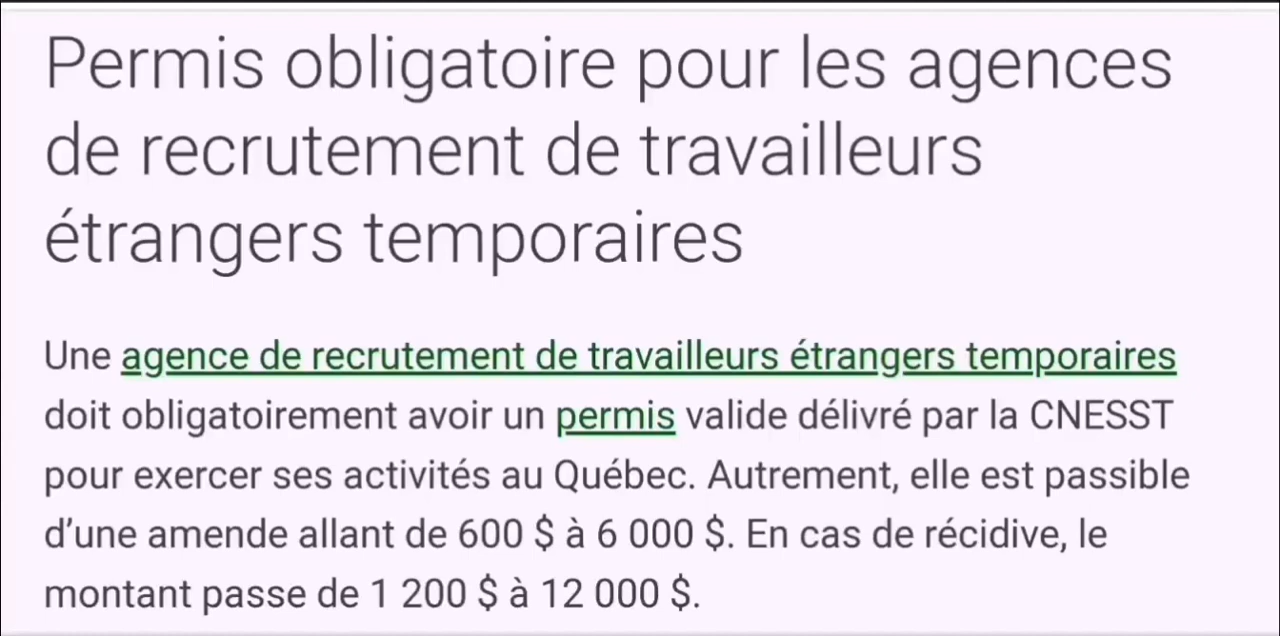 Permis obligatoire pour les agences
de recrutement de travailleurs
étrangers temporaires
Une agence de recrutement de travailleurs étrangers temporaires
doit obligatoirement avoir un permis valide délivré par la CNESST
pour exercer ses activités au Québec. Autrement, elle est passible
d’une amende allant de 600 $ à 6 000 $. En cas de récidive, le
montant passe de 1 200 $ à 12 000 $.